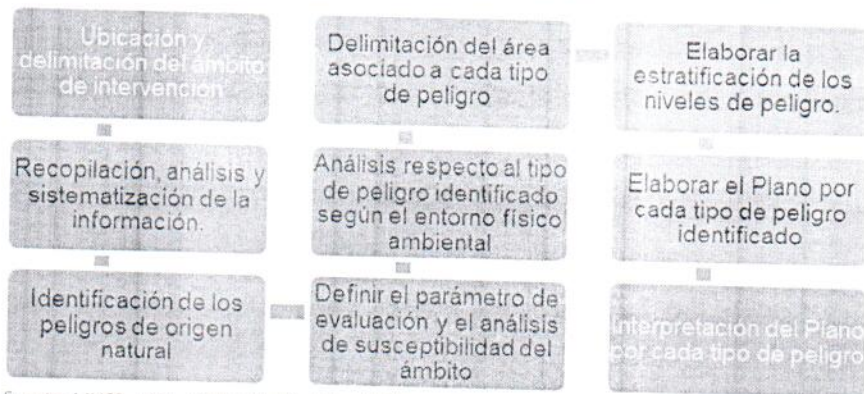 Ubicación y
delimitación del ámbito
de intervención
Recopilación, análisis y
sistematización de la
información.
Identificación de los
peligros de origen
natural
Definir el parámetro de
evaluación y el análisis
de susceptibilidad del
ámbito
Análisis respecto al tipo
de peligro identificado
según el entorno físico
ambiental
Delimitación del área
asociado a cada tipo
de peligro
Elaborar la
estratificación de los
niveles de peligro.
Elaborar el Plano por
cada tipo de peligro
identificado
Interpretación del Plano
por cada tipo de peligro